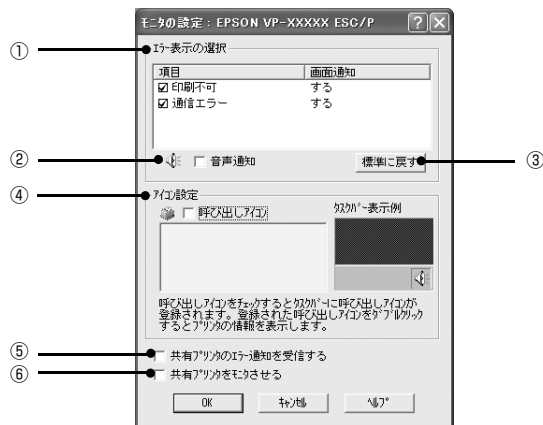 モニタの設定：EPSON VP-XXXXX ESC/P
①
エラー表示の選択
項目 画面通知
印刷不可 する
通信エラー する
②
音声通知
標準に戻す
③
④
アイコン設定
呼び出しアイコン
タスクバー表示例
呼び出しアイコンをチェックするとタスクバーに呼び出しアイコンが
登録されます。登録された呼び出しアイコンをダブルクリック
するとプリンタの情報を表示します。
⑤
共有プリンタのエラー通知を受信する
⑥
共有プリンタをモニタさせる
OK
キャンセル
ヘルプ